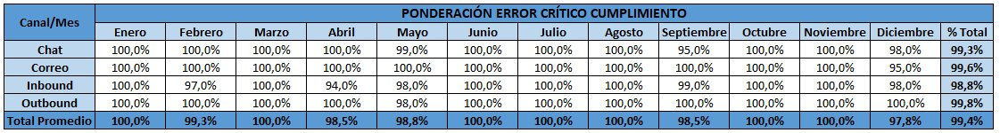 Canal/Mes PONDERACIÓN ERROR CRÍTICO CUMPLIMIENTO
Enero Febrero Marzo Abril Mayo Junio Julio Agosto Septiembre Octubre Noviembre Diciembre % Total
Chat 100,0% 100,0% 100,0% 100,0% 99,0% 100,0% 100,0% 100,0% 95,0% 100,0% 100,0% 98,0% 99,3%
Correo 100,0% 100,0% 100,0% 100,0% 100,0% 100,0% 100,0% 100,0% 100,0% 100,0% 100,0% 95,0% 99,6%
Inbound 100,0% 97,0% 100,0% 94,0% 98,0% 100,0% 100,0% 100,0% 99,0% 100,0% 100,0% 98,0% 98,8%
Outbound 100,0% 100,0% 100,0% 100,0% 98,0% 100,0% 100,0% 100,0% 100,0% 100,0% 100,0% 100,0% 99,8%
Total Promedio 100,0% 99,3% 100,0% 98,5% 98,8% 100,0% 100,0% 100,0% 98,5% 100,0% 100,0% 97,8% 99,4%